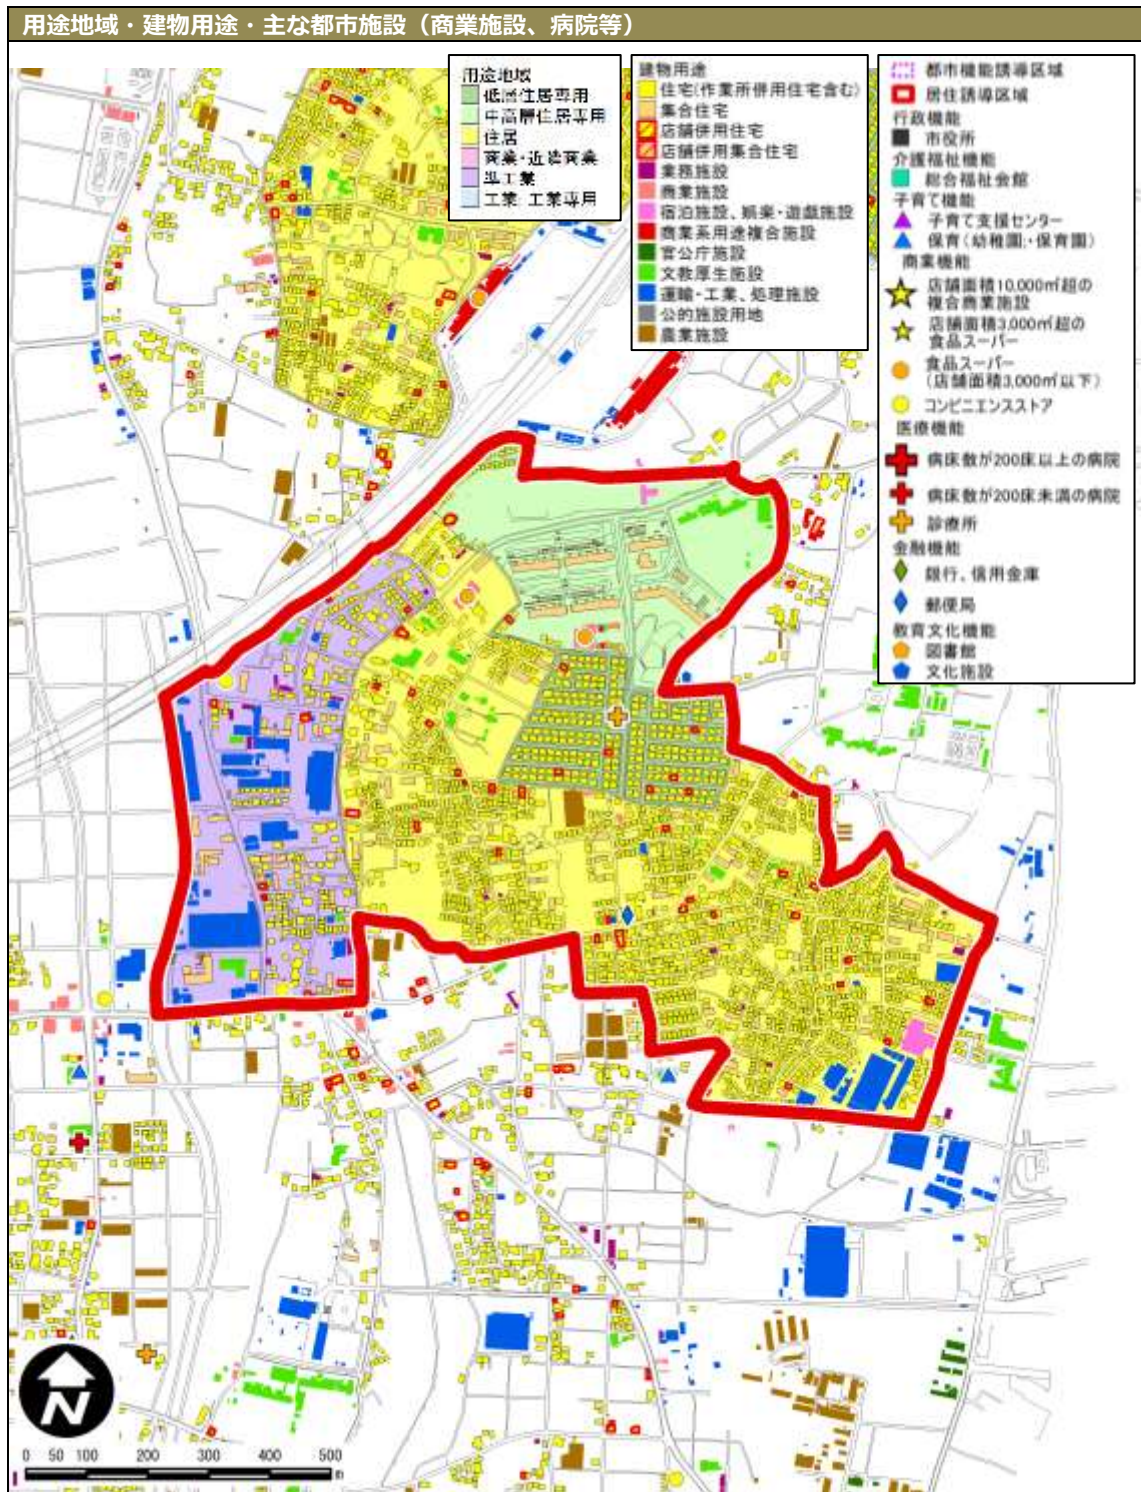 用途地域・建物用途・主な都市施設（商業施設、病院等）
用途地域
低層住居専用
中高層住居専用
住居
商業・近隣商業
準工業
工業・工業専用
建物用途
住宅(作業所併用住宅含む)
集合住宅
店舗併用住宅
店舗併用集合住宅
業務施設
商業施設
宿泊施設、娯楽・遊戯施設
商業系用途複合施設
官公庁施設
文教厚生施設
運輸・工業、処理施設
公的施設用地
農業施設
都市機能誘導区域
居住誘導区域
行政機能
市役所
介護福祉機能
総合福祉会館
子育て機能
子育て支援センター
保育(幼稚園・保育園)
商業機能
店舗面積10,000㎡超の
複合商業施設
店舗面積3,000㎡超の
食品スーパー
食品スーパー
(店舗面積3,000㎡以下)
コンビニエンスストア
医療機能
病床数が200床以上の病院
病床数が200床未満の病院
診療所
金融機能
銀行、信用金庫
郵便局
教育文化機能
図書館
文化施設
N
0 50 100 200 300 400 500
m